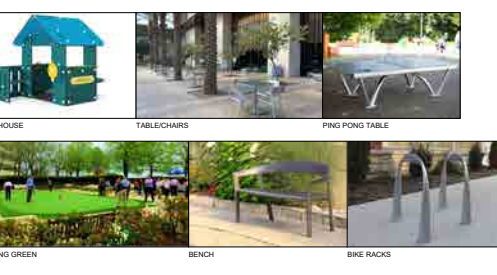 HOUSE
TABLE/CHAIRS
PING PONG TABLE
NG GREEN
BENCH
BIKE RACKS